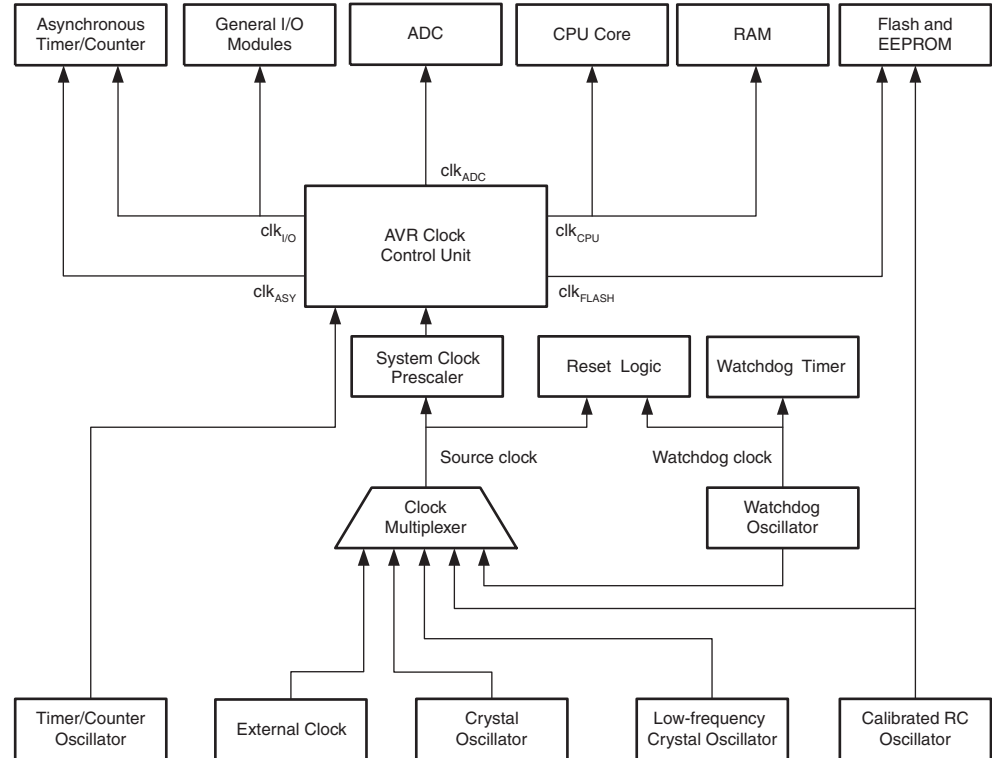 Asynchronous
Timer/Counter
General I/O
Modules
ADC
CPU Core
RAM
Flash and
EEPROM
clkADC
clkI/O
AVR Clock
Control Unit
clkCPU
clkASY
clkFLASH
System Clock
Prescaler
Reset Logic
Watchdog Timer
Source clock
Watchdog clock
Clock
Multiplexer
Watchdog
Oscillator
Timer/Counter
Oscillator
External Clock
Crystal
Oscillator
Low-frequency
Crystal Oscillator
Calibrated RC
Oscillator